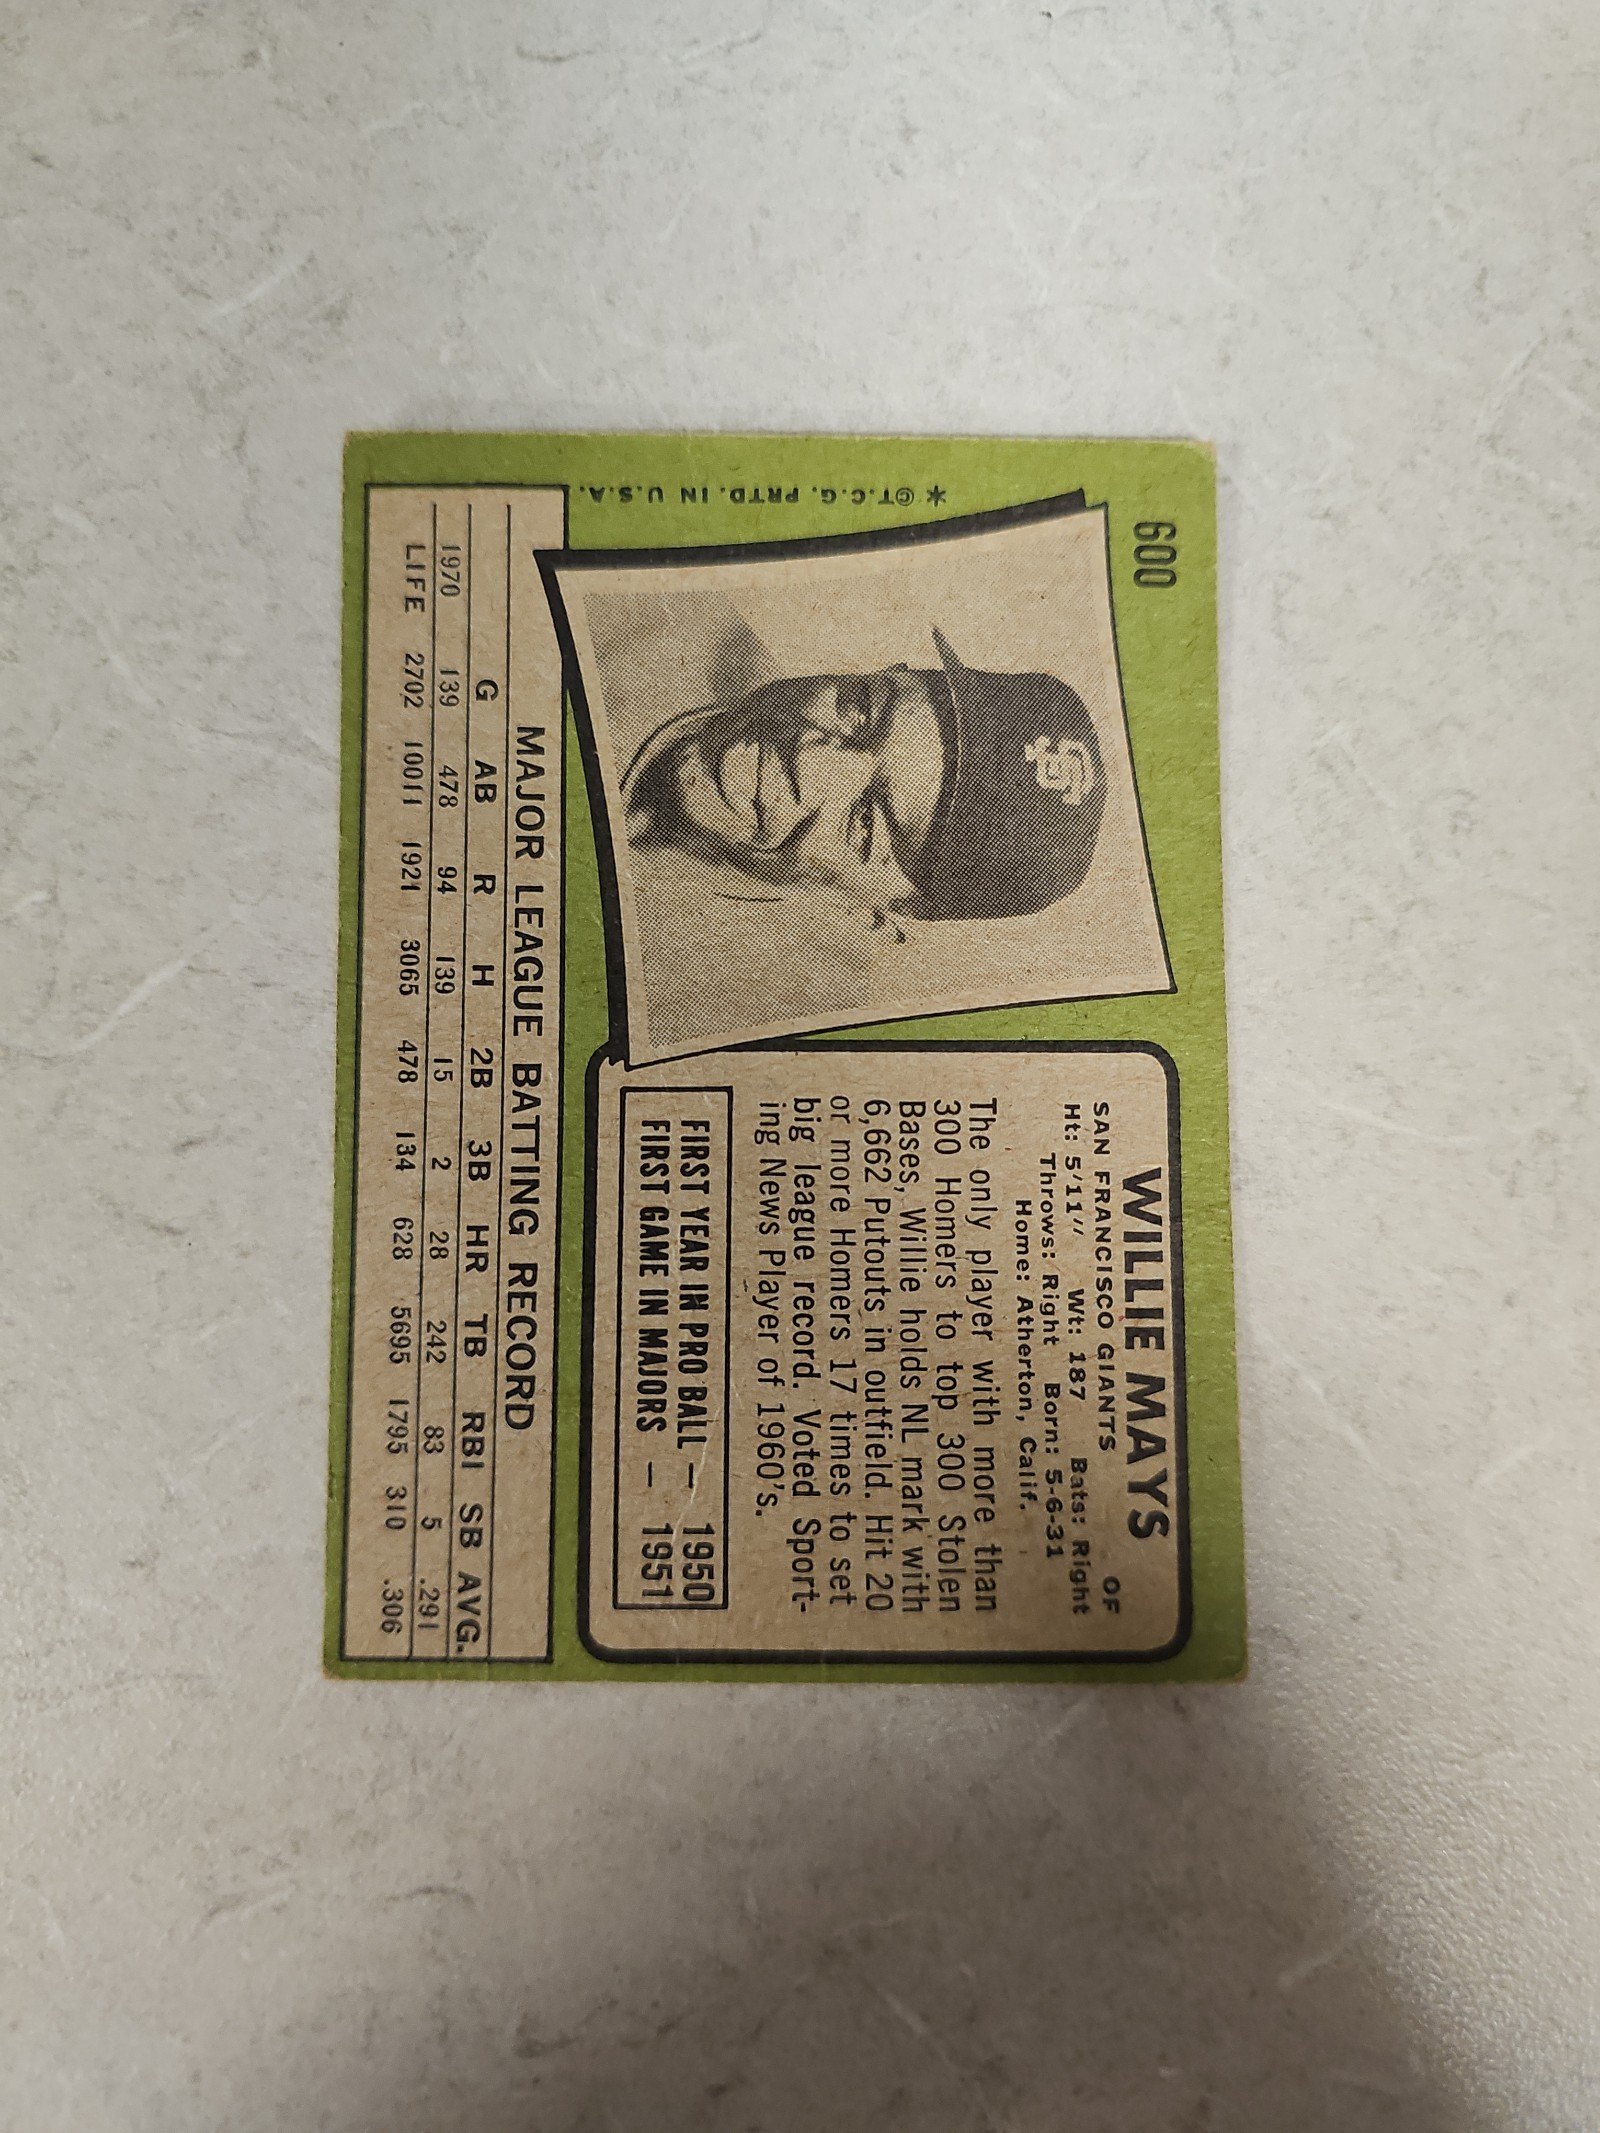 600
WILLIE MAYS OF
SAN FRANCISCO GIANTS
Ht: 5'11" Wt: 187 Bats: Right
Throws: Right Born: 5-6-31
Home: Atherton, Calif.
The only player with more than
300 Homers to top 300 Stolen
Bases, Willie holds NL mark with
6,662 Putouts in outfield. Hit 20
or more Homers 17 times to set
big league record. Voted Sport-
ing News Player of 1960's.
FIRST YEAR IN PRO BALL — 1950
FIRST GAME IN MAJORS — 1951
*©T.C.G. PRTD. IN U.S.A.
MAJOR LEAGUE BATTING RECORD
G AB R H 2B 3B HR TB RBI SB AVG.
1970 139 478 94 139 15 2 28 242 83 5 .291
LIFE 2702 10011 1921 3065 478 134 628 5695 1795 310 .306
SF